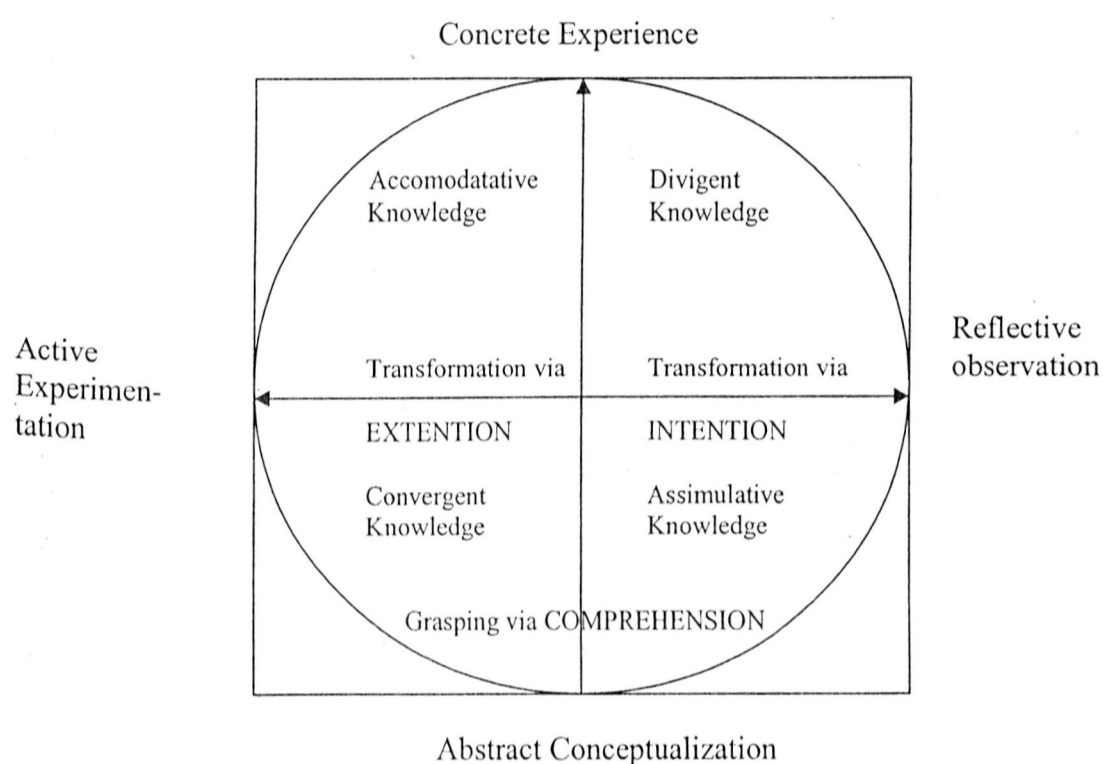 Concrete Experience
Accomodatative
Knowledge
Divigent
Knowledge
Active
Experimen-
tation
Transformation via
Transformation via
Reflective
observation
EXTENTION
INTENTION
Convergent
Knowledge
Assimulative
Knowledge
Grasping via COMPREHENSION
Abstract Conceptualization